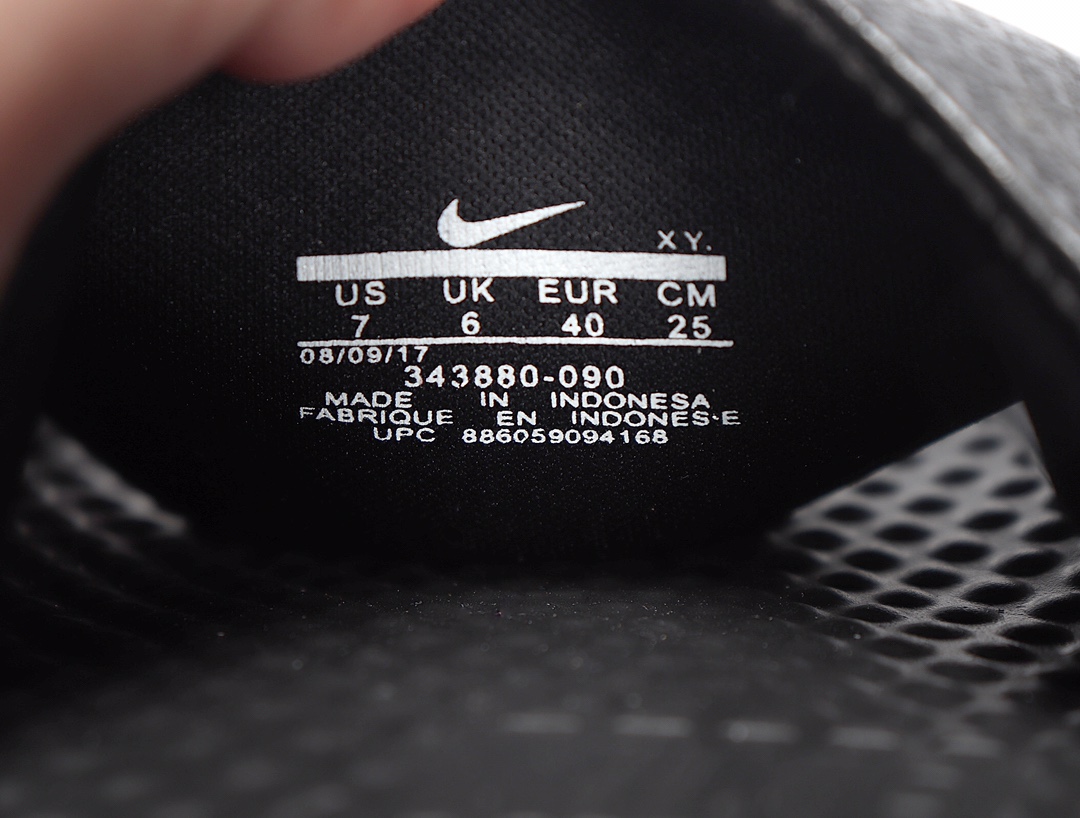 XY.
US UK EUR CM
7 6 40 25
08/09/17
343880-090
MADE IN INDONESA
FABRIQUE EN INDONES·E
UPC 886059094168